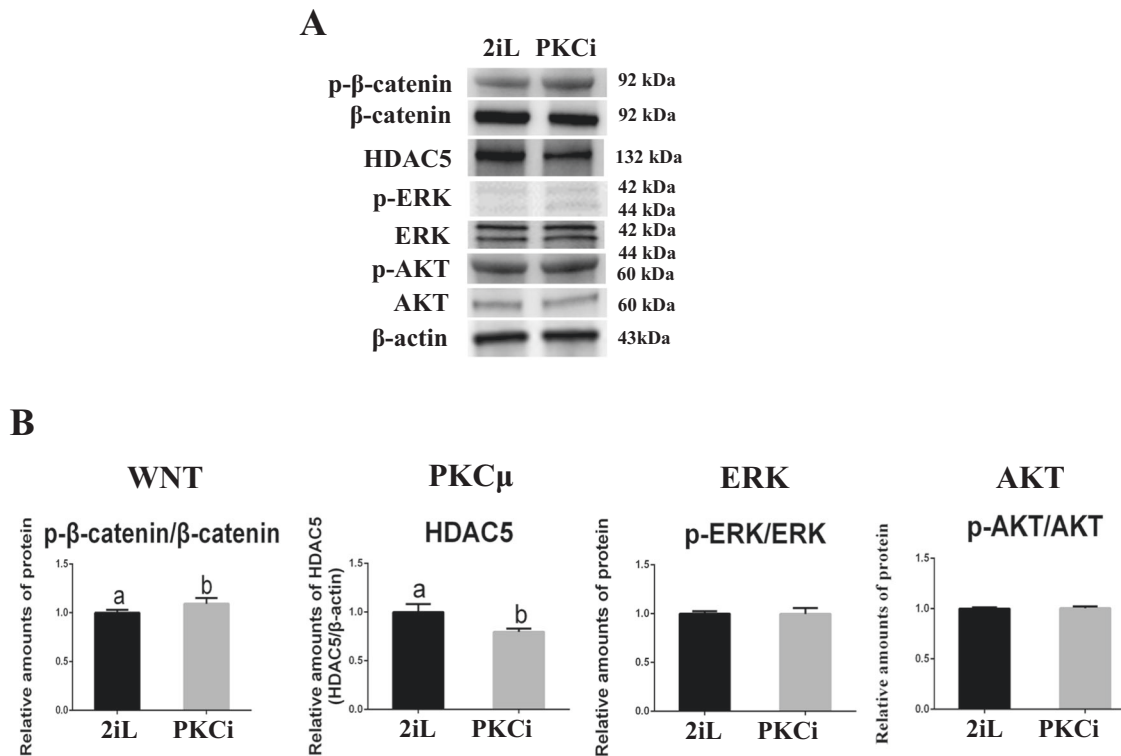 A
2iL PKCi
p-β-catenin 92 kDa
β-catenin 92 kDa
HDAC5 132 kDa
p-ERK 42 kDa
44 kDa
ERK 42 kDa
44 kDa
p-AKT 60 kDa
AKT 60 kDa
β-actin 43kDa
B
WNT
p-β-catenin/β-catenin
Relative amounts of protein
1.5
1.0
0.5
0.0
a
b
2iL PKCi
PKCμ
HDAC5
Relative amounts of HDAC5
(HDAC5/β-actin)
1.5
1.0
0.5
0.0
a
b
2iL PKCi
ERK
p-ERK/ERK
Relative amounts of protein
1.5
1.0
0.5
0.0
2iL PKCi
AKT
p-AKT/AKT
Relative amounts of protein
1.5
1.0
0.5
0.0
2iL PKCi